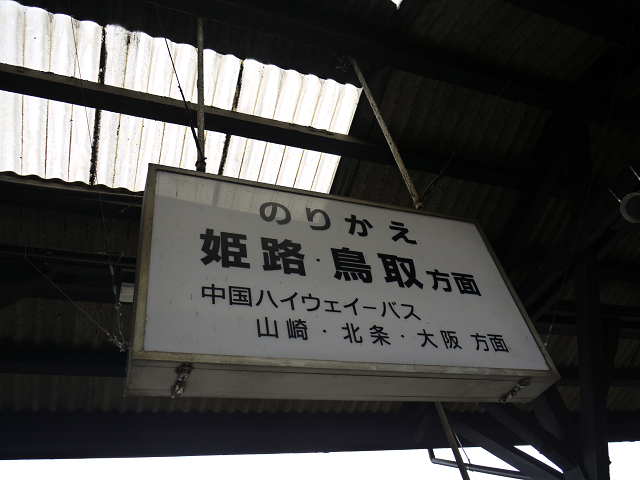 のりかえ
姫路・鳥取方面
中国ハイウェイーバス
山崎・北条・大阪 方面